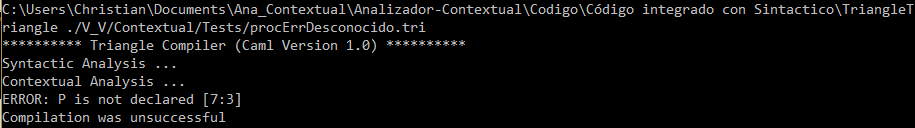 C:\Users\Christian\Documents\Ana_Contextual\Analizador-Contextual\Codigo\Código integrado con Sintactico\TriangleT
riangle ./V_V/Contextual/Tests/procErrDesconocido.tri
********** Triangle Compiler (Caml Version 1.0) **********
Syntactic Analysis ...
Contextual Analysis ...
ERROR: P is not declared [7:3]
Compilation was unsuccessful